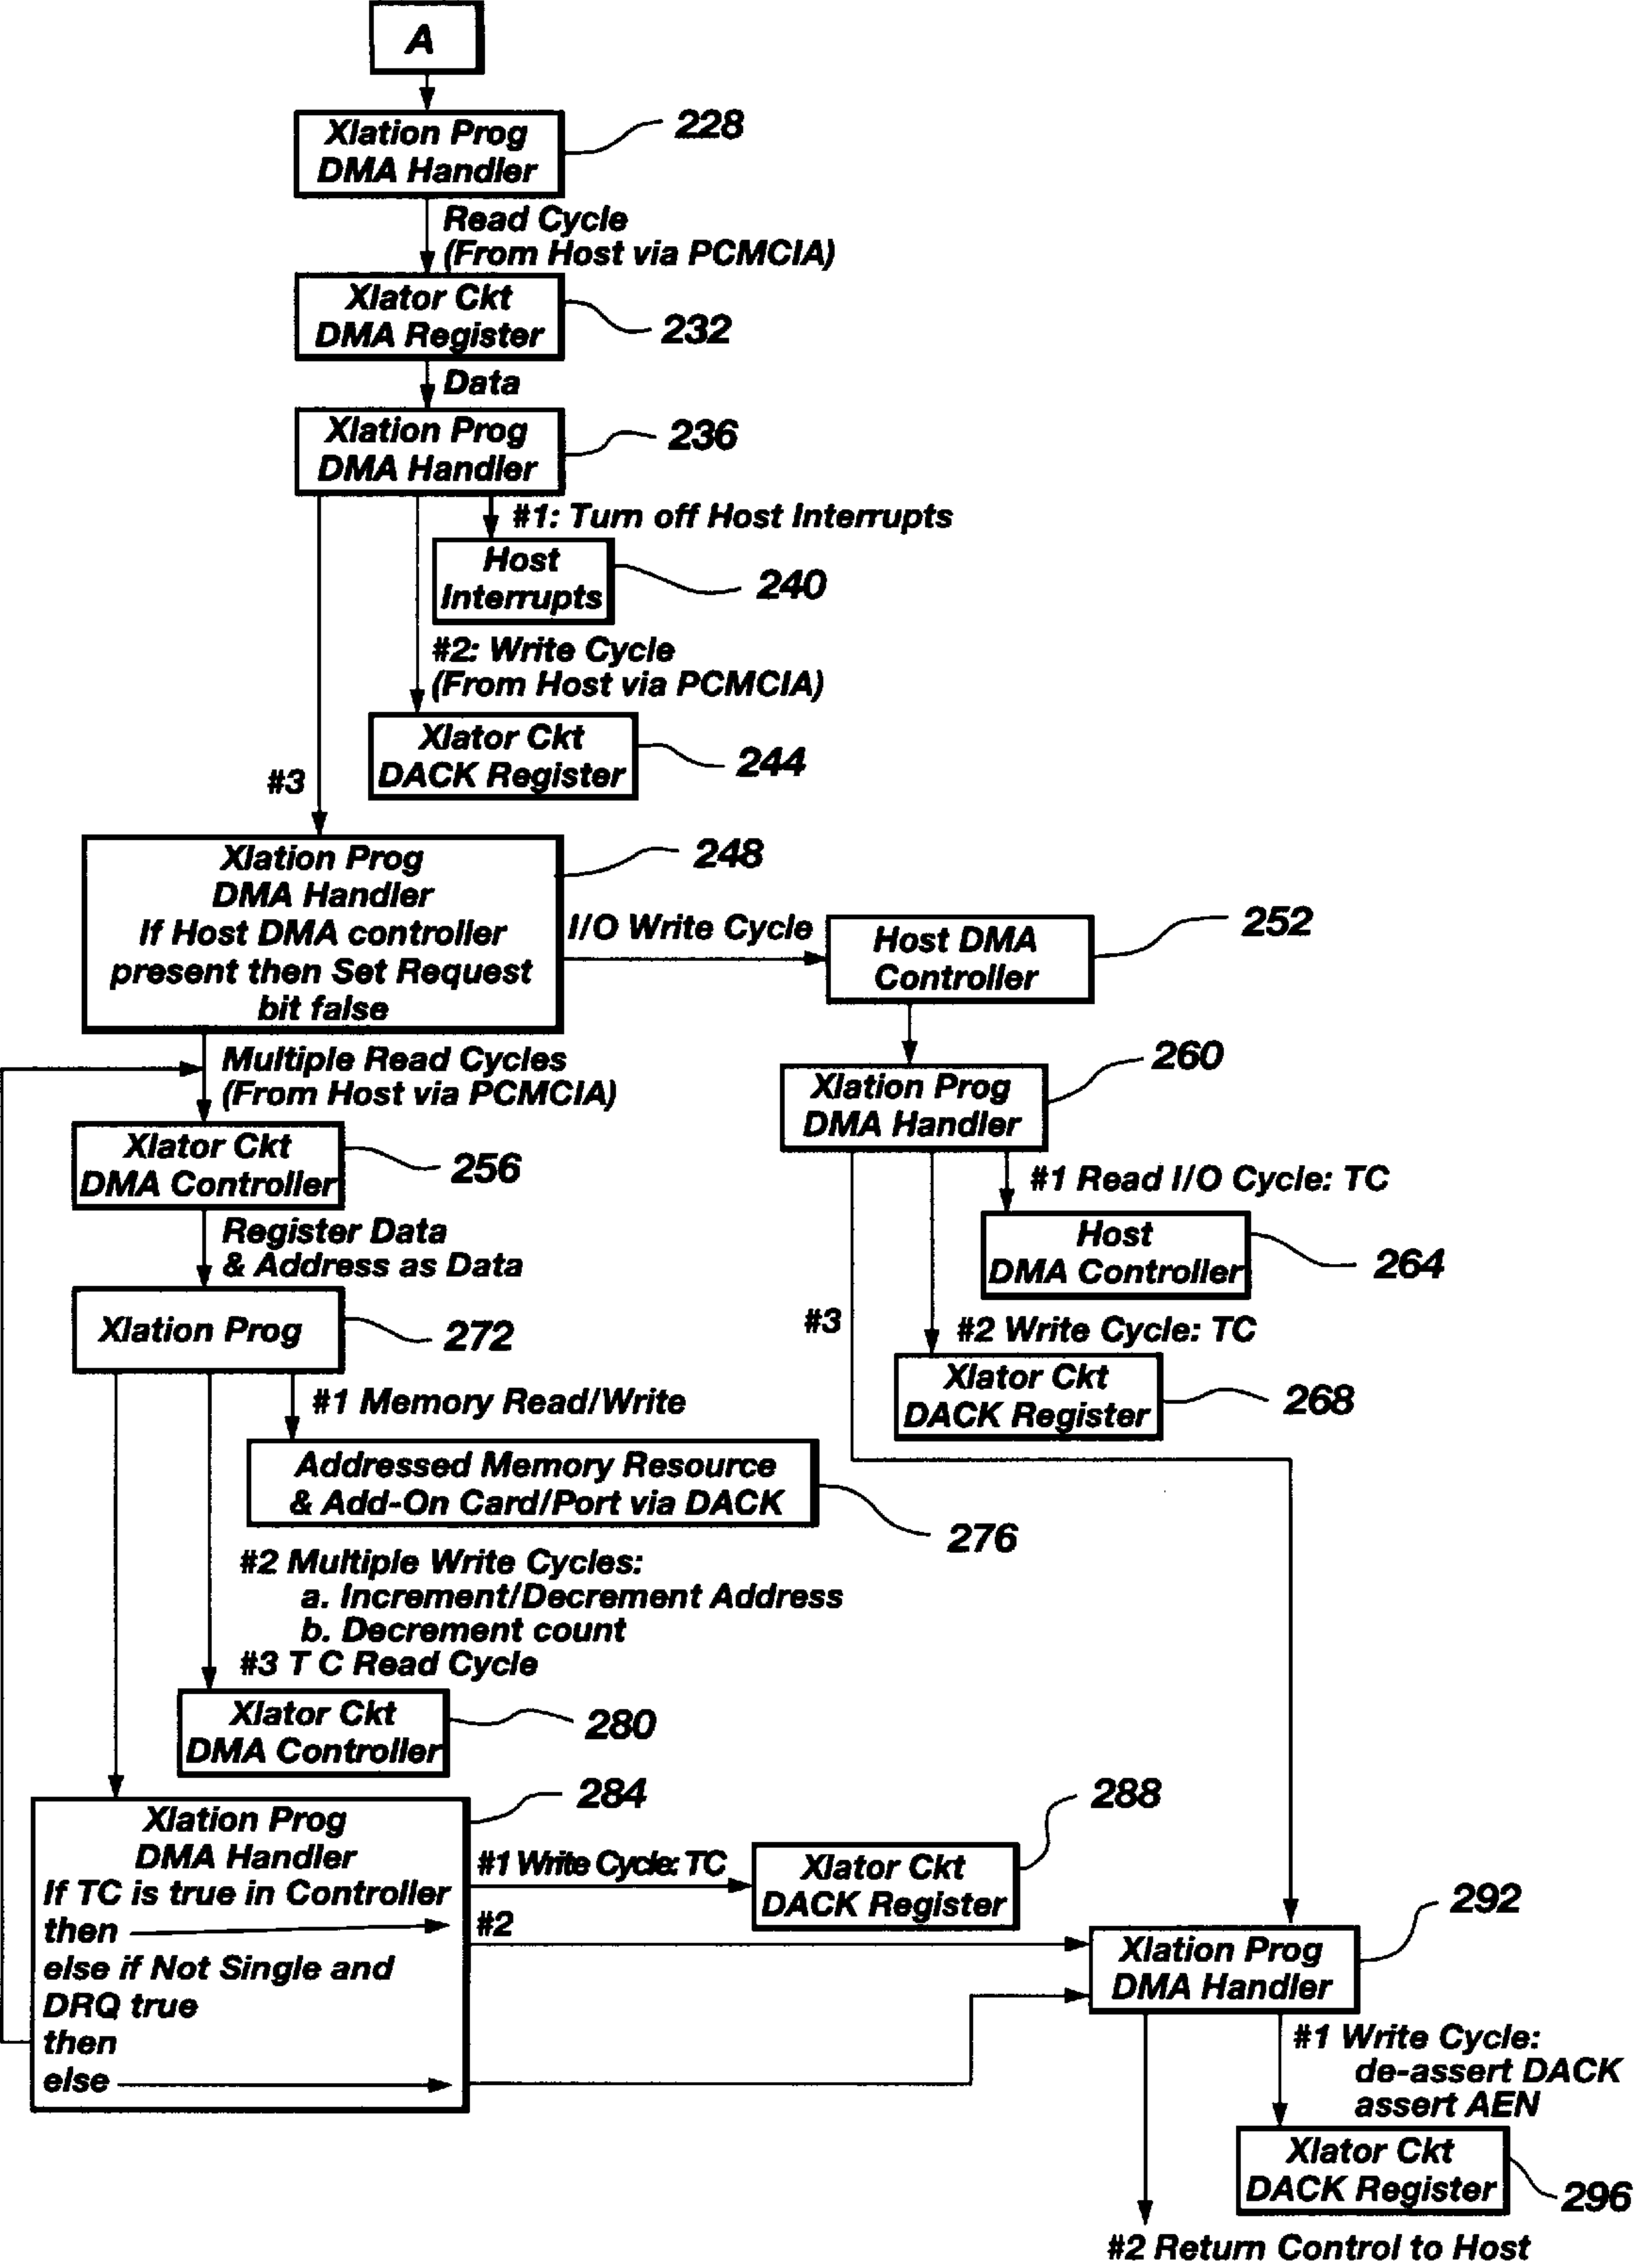 A
Xlation Prog
DMA Handler
228
Read Cycle
(From Host via PCMCIA)
Xlator Ckt
DMA Register
232
Data
Xlation Prog
DMA Handler
236
#1: Turn off Host Interrupts
Host
Interrupts
240
#2: Write Cycle
(From Host via PCMCIA)
Xlator Ckt
DACK Register
244
#3
Xlation Prog
DMA Handler
If Host DMA controller
present then Set Request
bit false
248
I/O Write Cycle
Host DMA
Controller
252
Multiple Read Cycles
(From Host via PCMCIA)
Xlation Prog
DMA Handler
260
Xlator Ckt
DMA Controller
256
#1 Read I/O Cycle: TC
Host
DMA Controller
264
Register Data
& Address as Data
Xlation Prog
272
#3
#2 Write Cycle: TC
Xlator Ckt
DACK Register
268
#1 Memory Read/Write
Addressed Memory Resource
& Add-On Card/Port via DACK
276
#2 Multiple Write Cycles:
a. Increment/Decrement Address
b. Decrement count
#3 T C Read Cycle
Xlator Ckt
DMA Controller
280
Xlation Prog
DMA Handler
If TC is true in Controller
then
else if Not Single and
DRQ true
then
else
284
#1 Write Cycle: TC
Xlator Ckt
DACK Register
288
#2
Xlation Prog
DMA Handler
292
#1 Write Cycle:
de-assert DACK
assert AEN
Xlator Ckt
DACK Register
296
#2 Return Control to Host